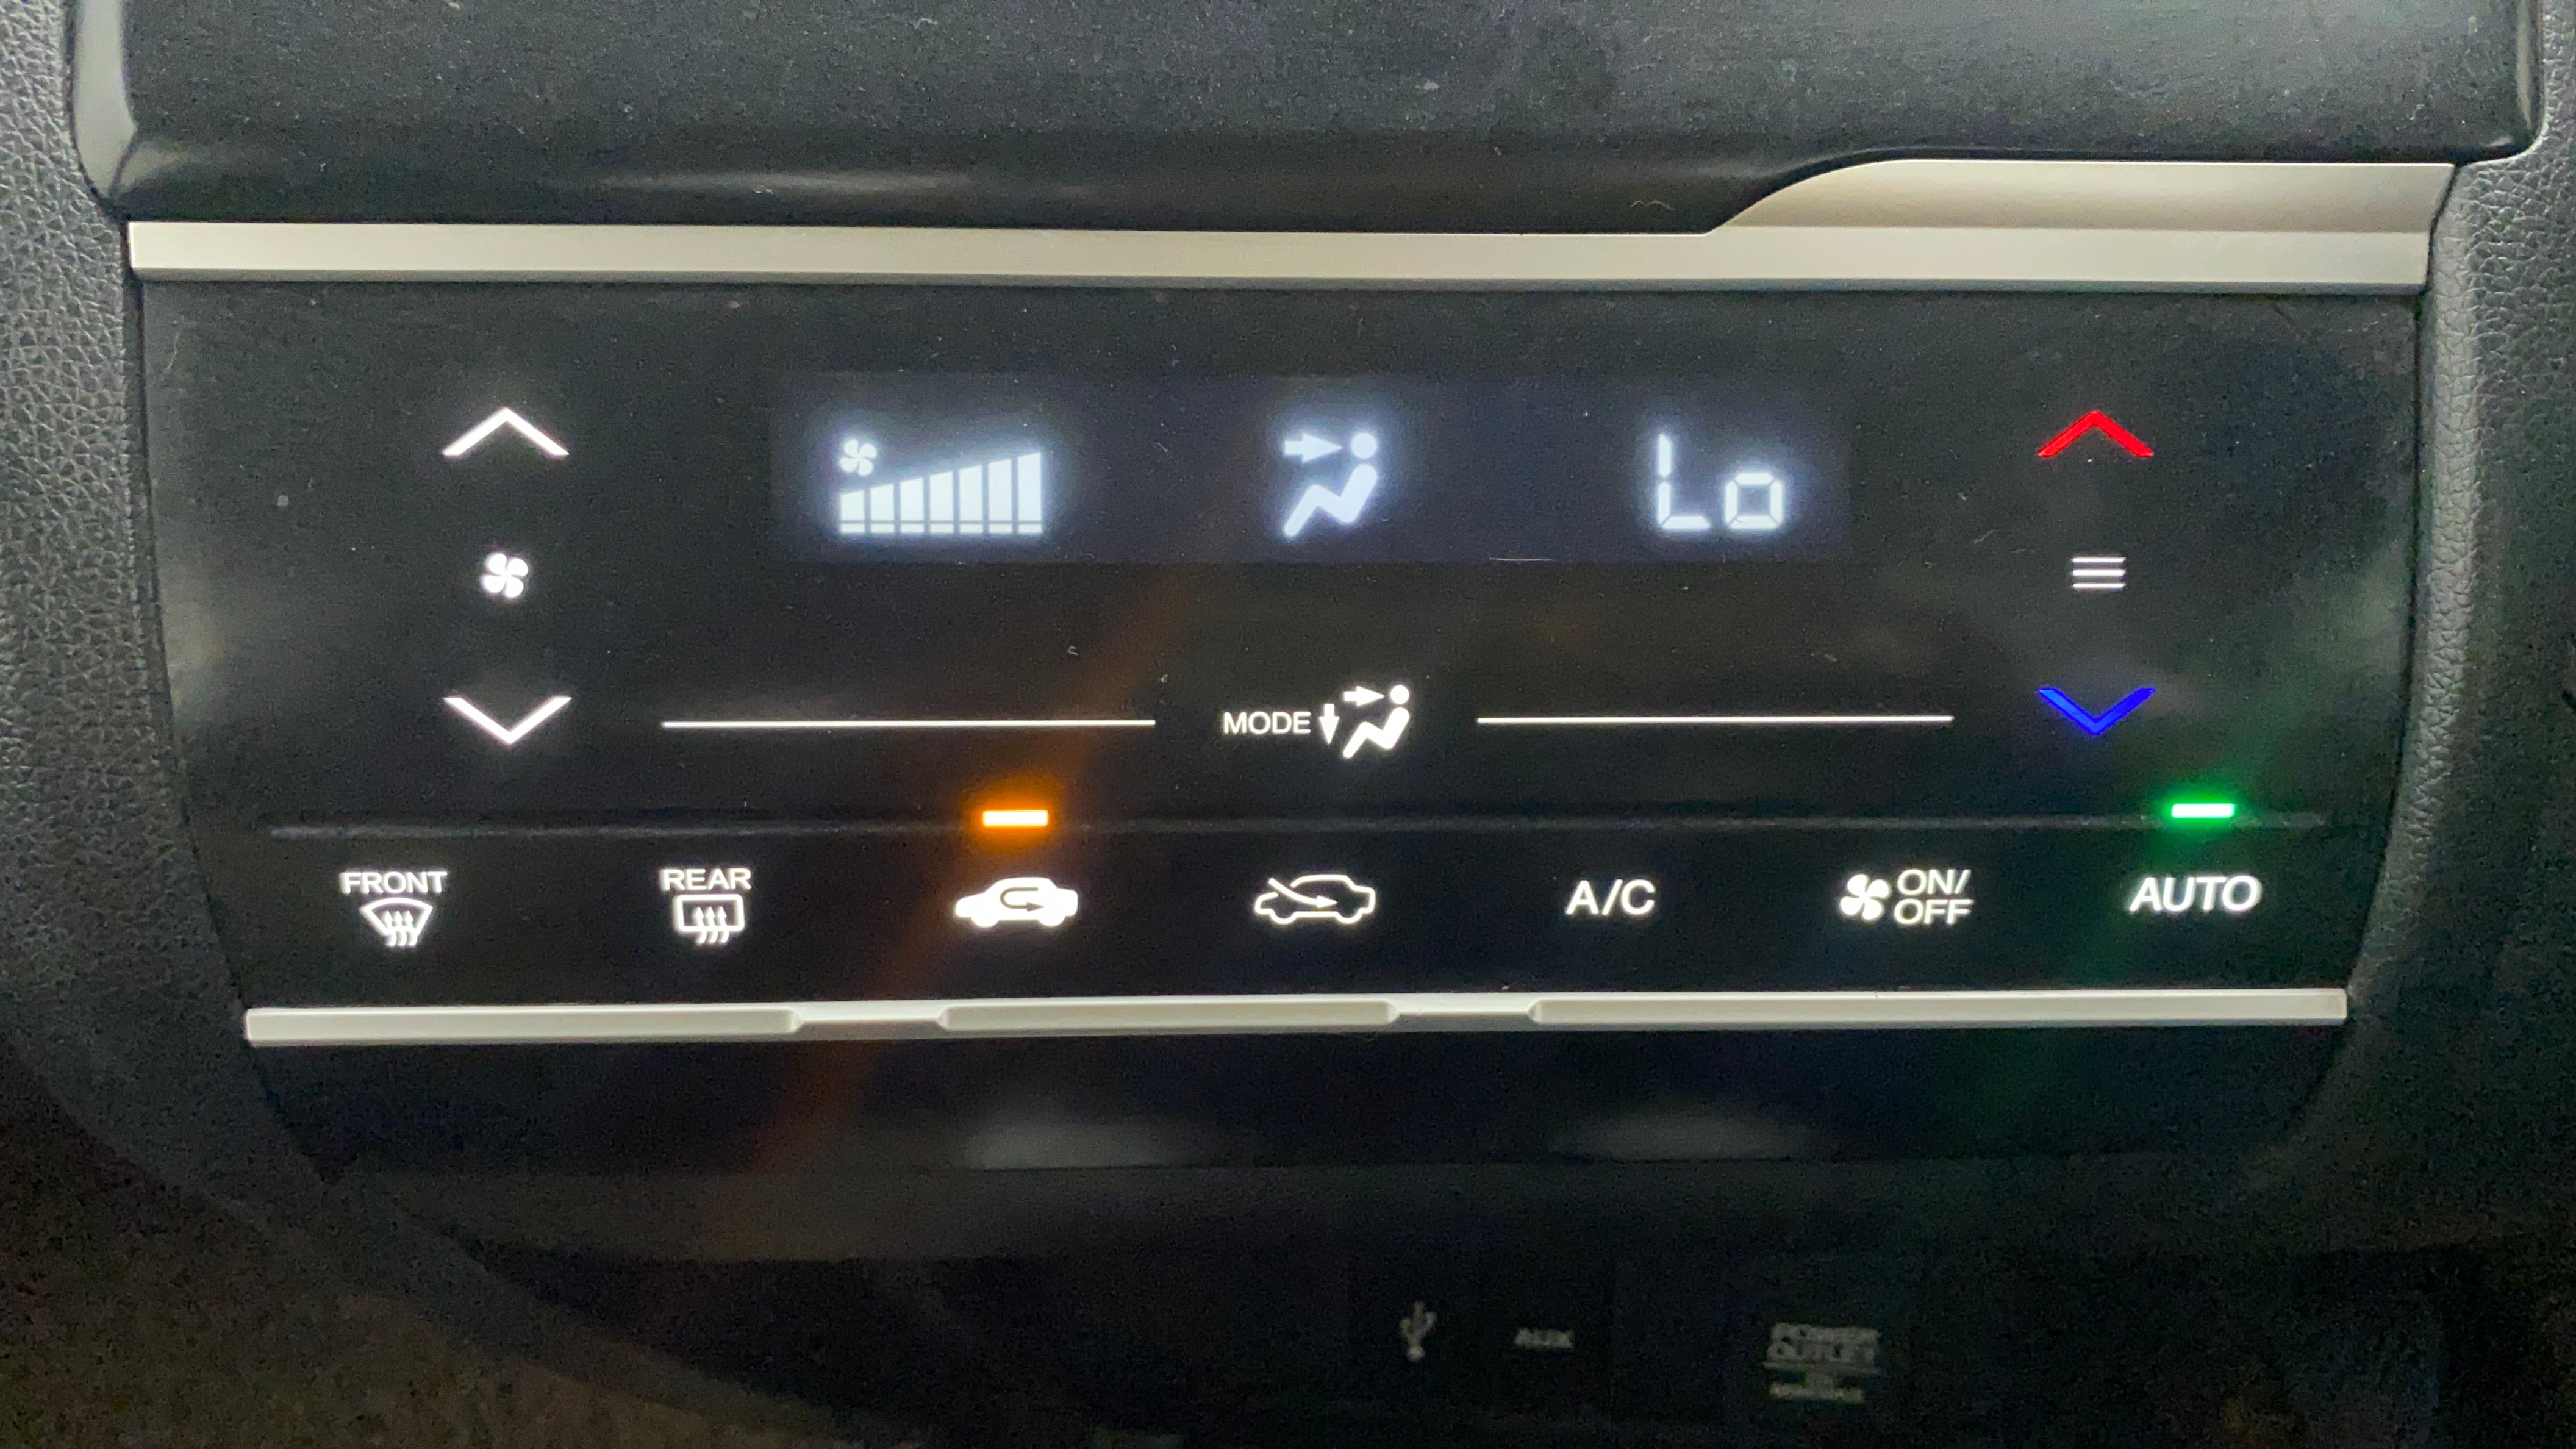 Lo
MODE
FRONT
REAR
A/C
ON/
OFF
AUTO
AUX
POWER
OUTLET